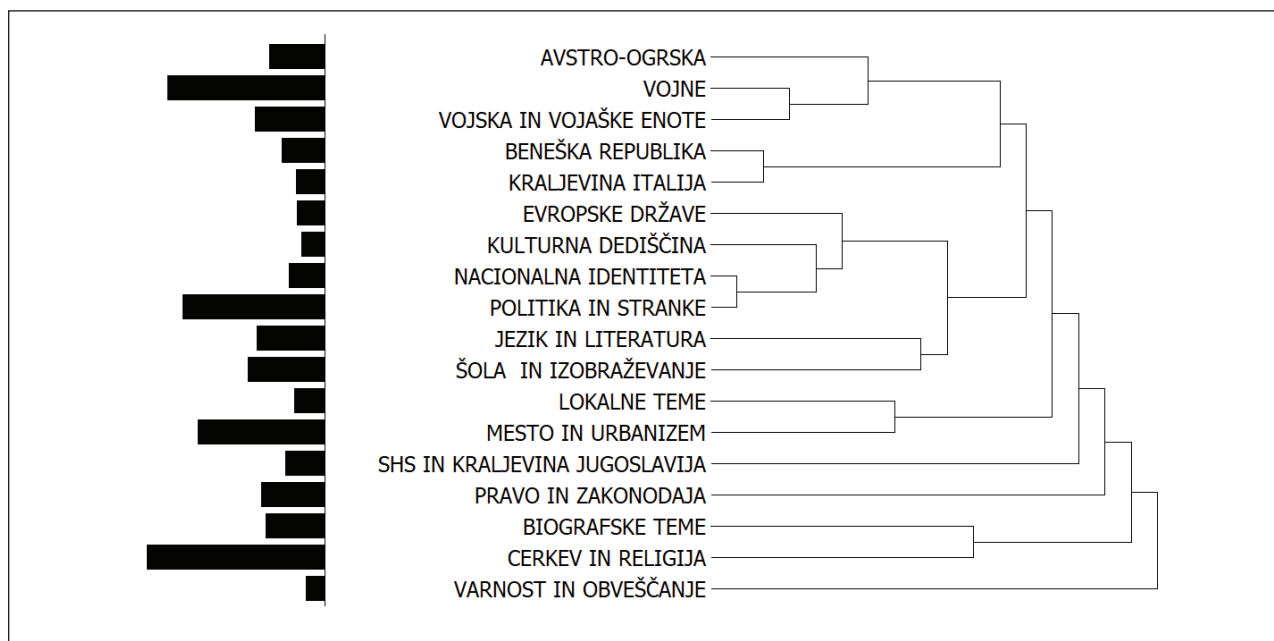 AVSTRO-OGRSKA
VOJNE
VOJSKA IN VOJAŠKE ENOTE
BENEŠKA REPUBLIKA
KRALJEVINA ITALIJA
EVROPSKE DRŽAVE
KULTURNA DEDIŠČINA
NACIONALNA IDENTITETA
POLITIKA IN STRANKE
JEZIK IN LITERATURA
ŠOLA  IN IZOBRAŽEVANJE
LOKALNE TEME
MESTO IN URBANIZEM
SHS IN KRALJEVINA JUGOSLAVIJA
PRAVO IN ZAKONODAJA
BIOGRAFSKE TEME
CERKEV IN RELIGIJA
VARNOST IN OBVEŠČANJE